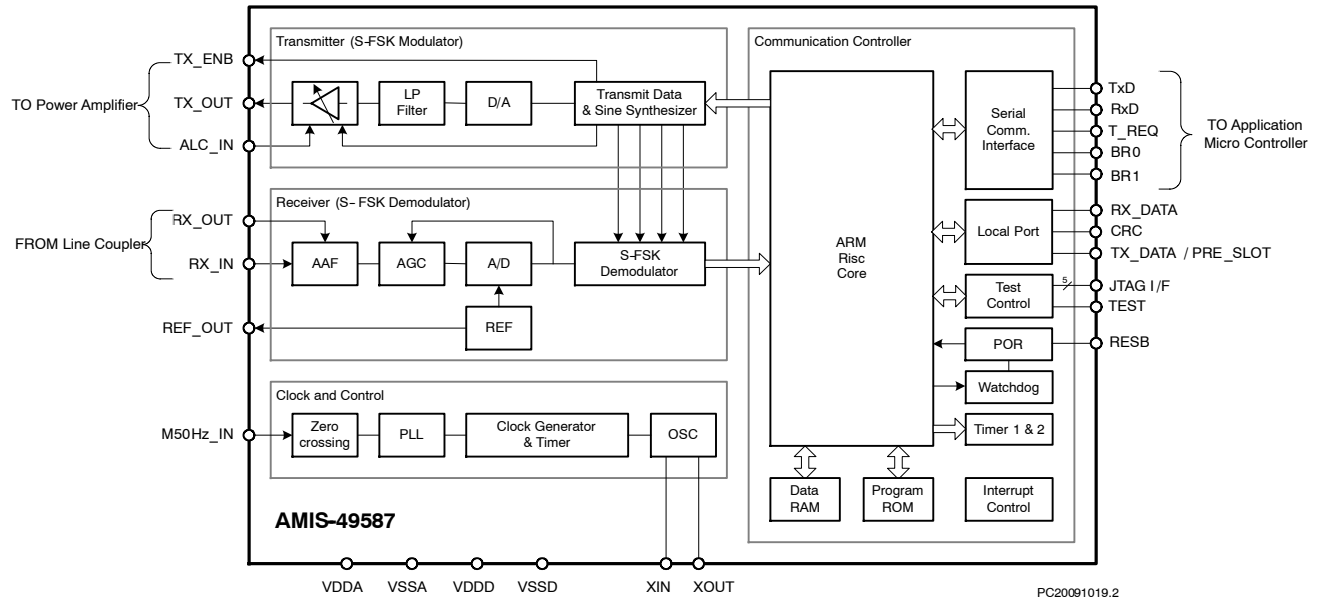 Transmitter (S-FSK Modulator)
Communication Controller
TX_ENB
TO Power Amplifier
TX_OUT
ALC_IN
LP
Filter
D/A
Transmit Data
& Sine Synthesizer
Serial
Comm.
Interface
TxD
RxD
T_REQ
BR0
BR1
TO Application
Micro Controller
Receiver (S-FSK Demodulator)
RX_OUT
FROM Line Coupler
RX_IN
AAF
AGC
A/D
S-FSK
Demodulator
REF_OUT
REF
ARM
Risc
Core
Local Port
RX_DATA
CRC
TX_DATA / PRE_SLOT
Test
Control
5
JTAG I/F
TEST
POR
RESB
Watchdog
Timer 1 & 2
Clock and Control
M50Hz_IN
Zero
crossing
PLL
Clock Generator
& Timer
OSC
Data
RAM
Program
ROM
Interrupt
Control
AMIS-49587
VDDA
VSSA
VDDD
VSSD
XIN
XOUT
PC20091019.2